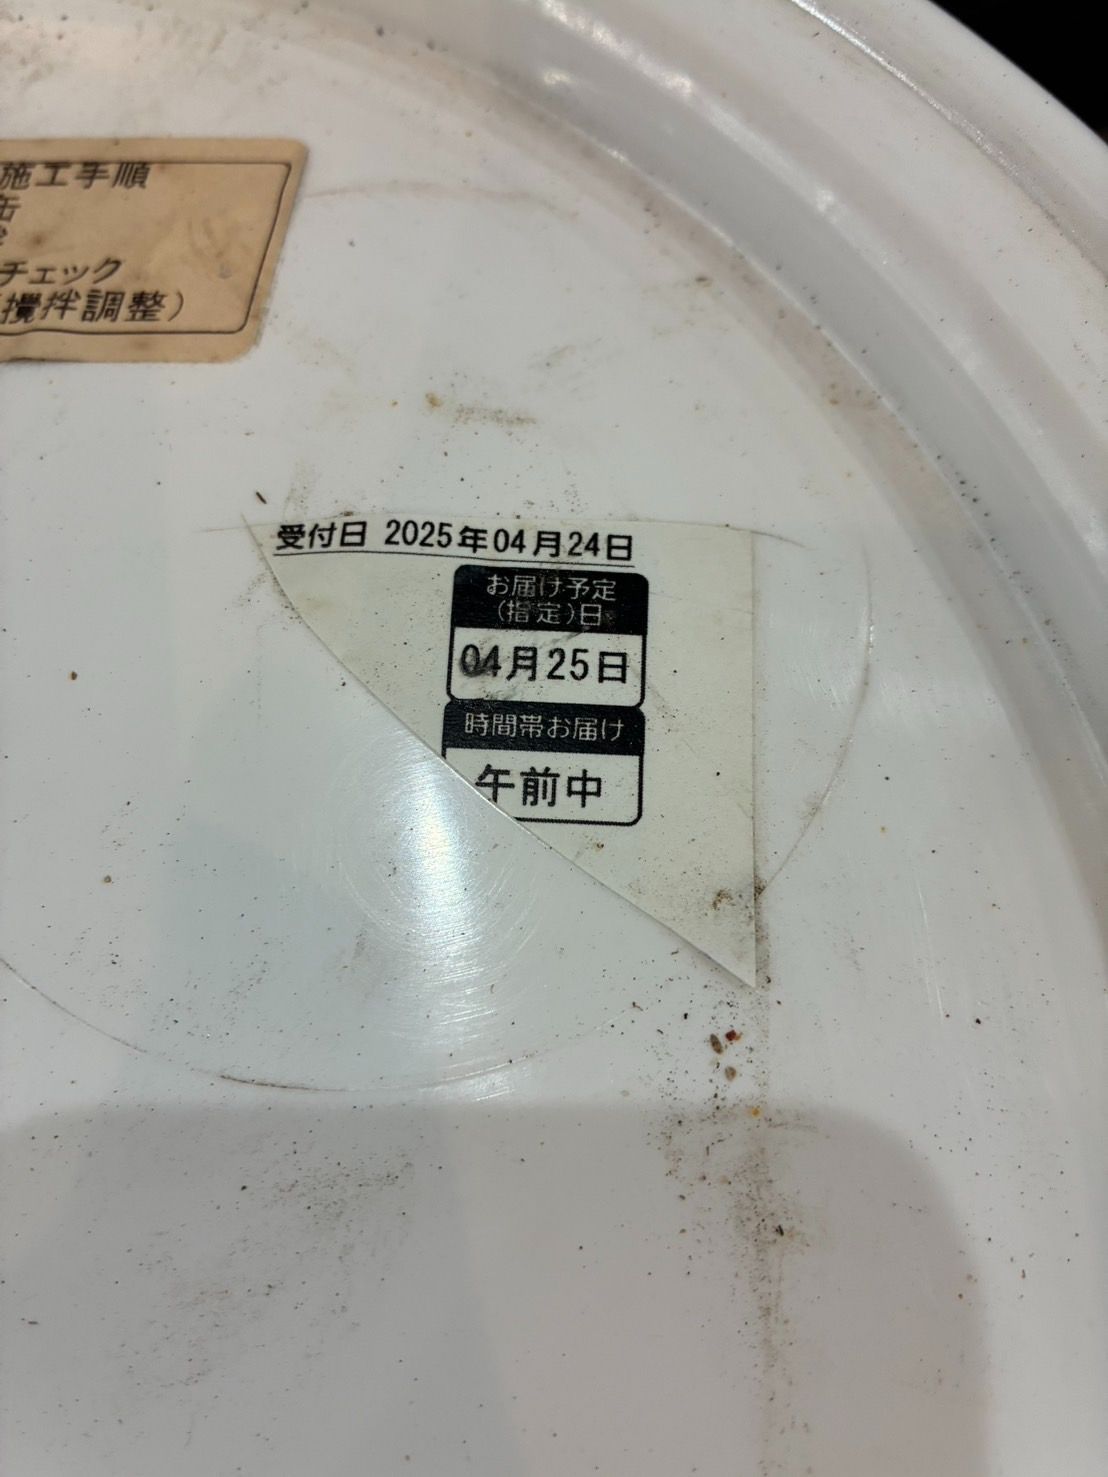 施工手順
缶
チェック
(攪拌調整)
受付日 2025年04月24日
お届け予定
(指定)日
04月25日
時間帯お届け
午前中